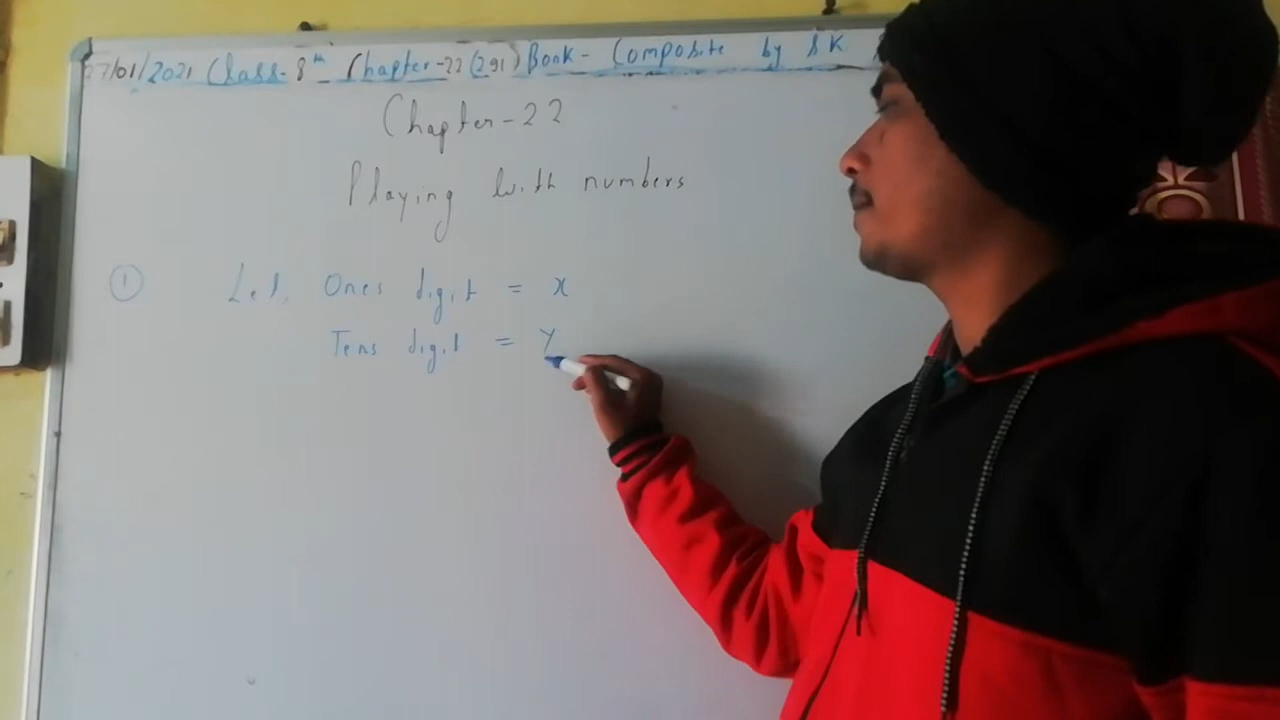 27/01/2021 Class-8th Chapter-22 (291) Book- Composite by SK
Chapter-22
Playing with numbers
1 Let, Ones digit = x
Tens digit = y